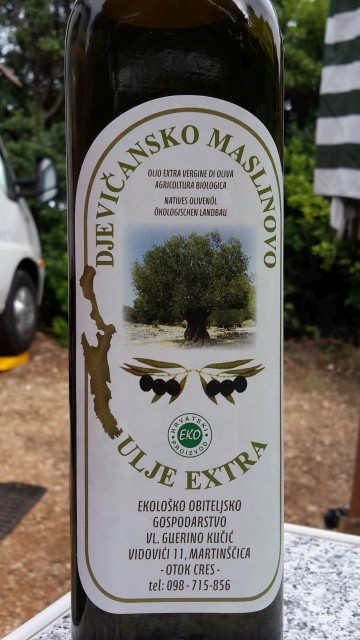 DJEVIČANSKO MASLINOVO
OLIO EXTRA VERGINE DI OLIVA
AGRICOLTURA BIOLOGICA
NATIVES OLIVENÖL
ÖKOLOGISCHEN LANDBAU
HRVATSKI
EKO
PROIZVOD
ULJE EXTRA
EKOLOŠKO OBITELJSKO
GOSPODARSTVO
VL. GUERINO KUČIĆ
VIDOVIĆI 11, MARTINŠĆICA
- OTOK CRES -
tel: 098 - 715-856